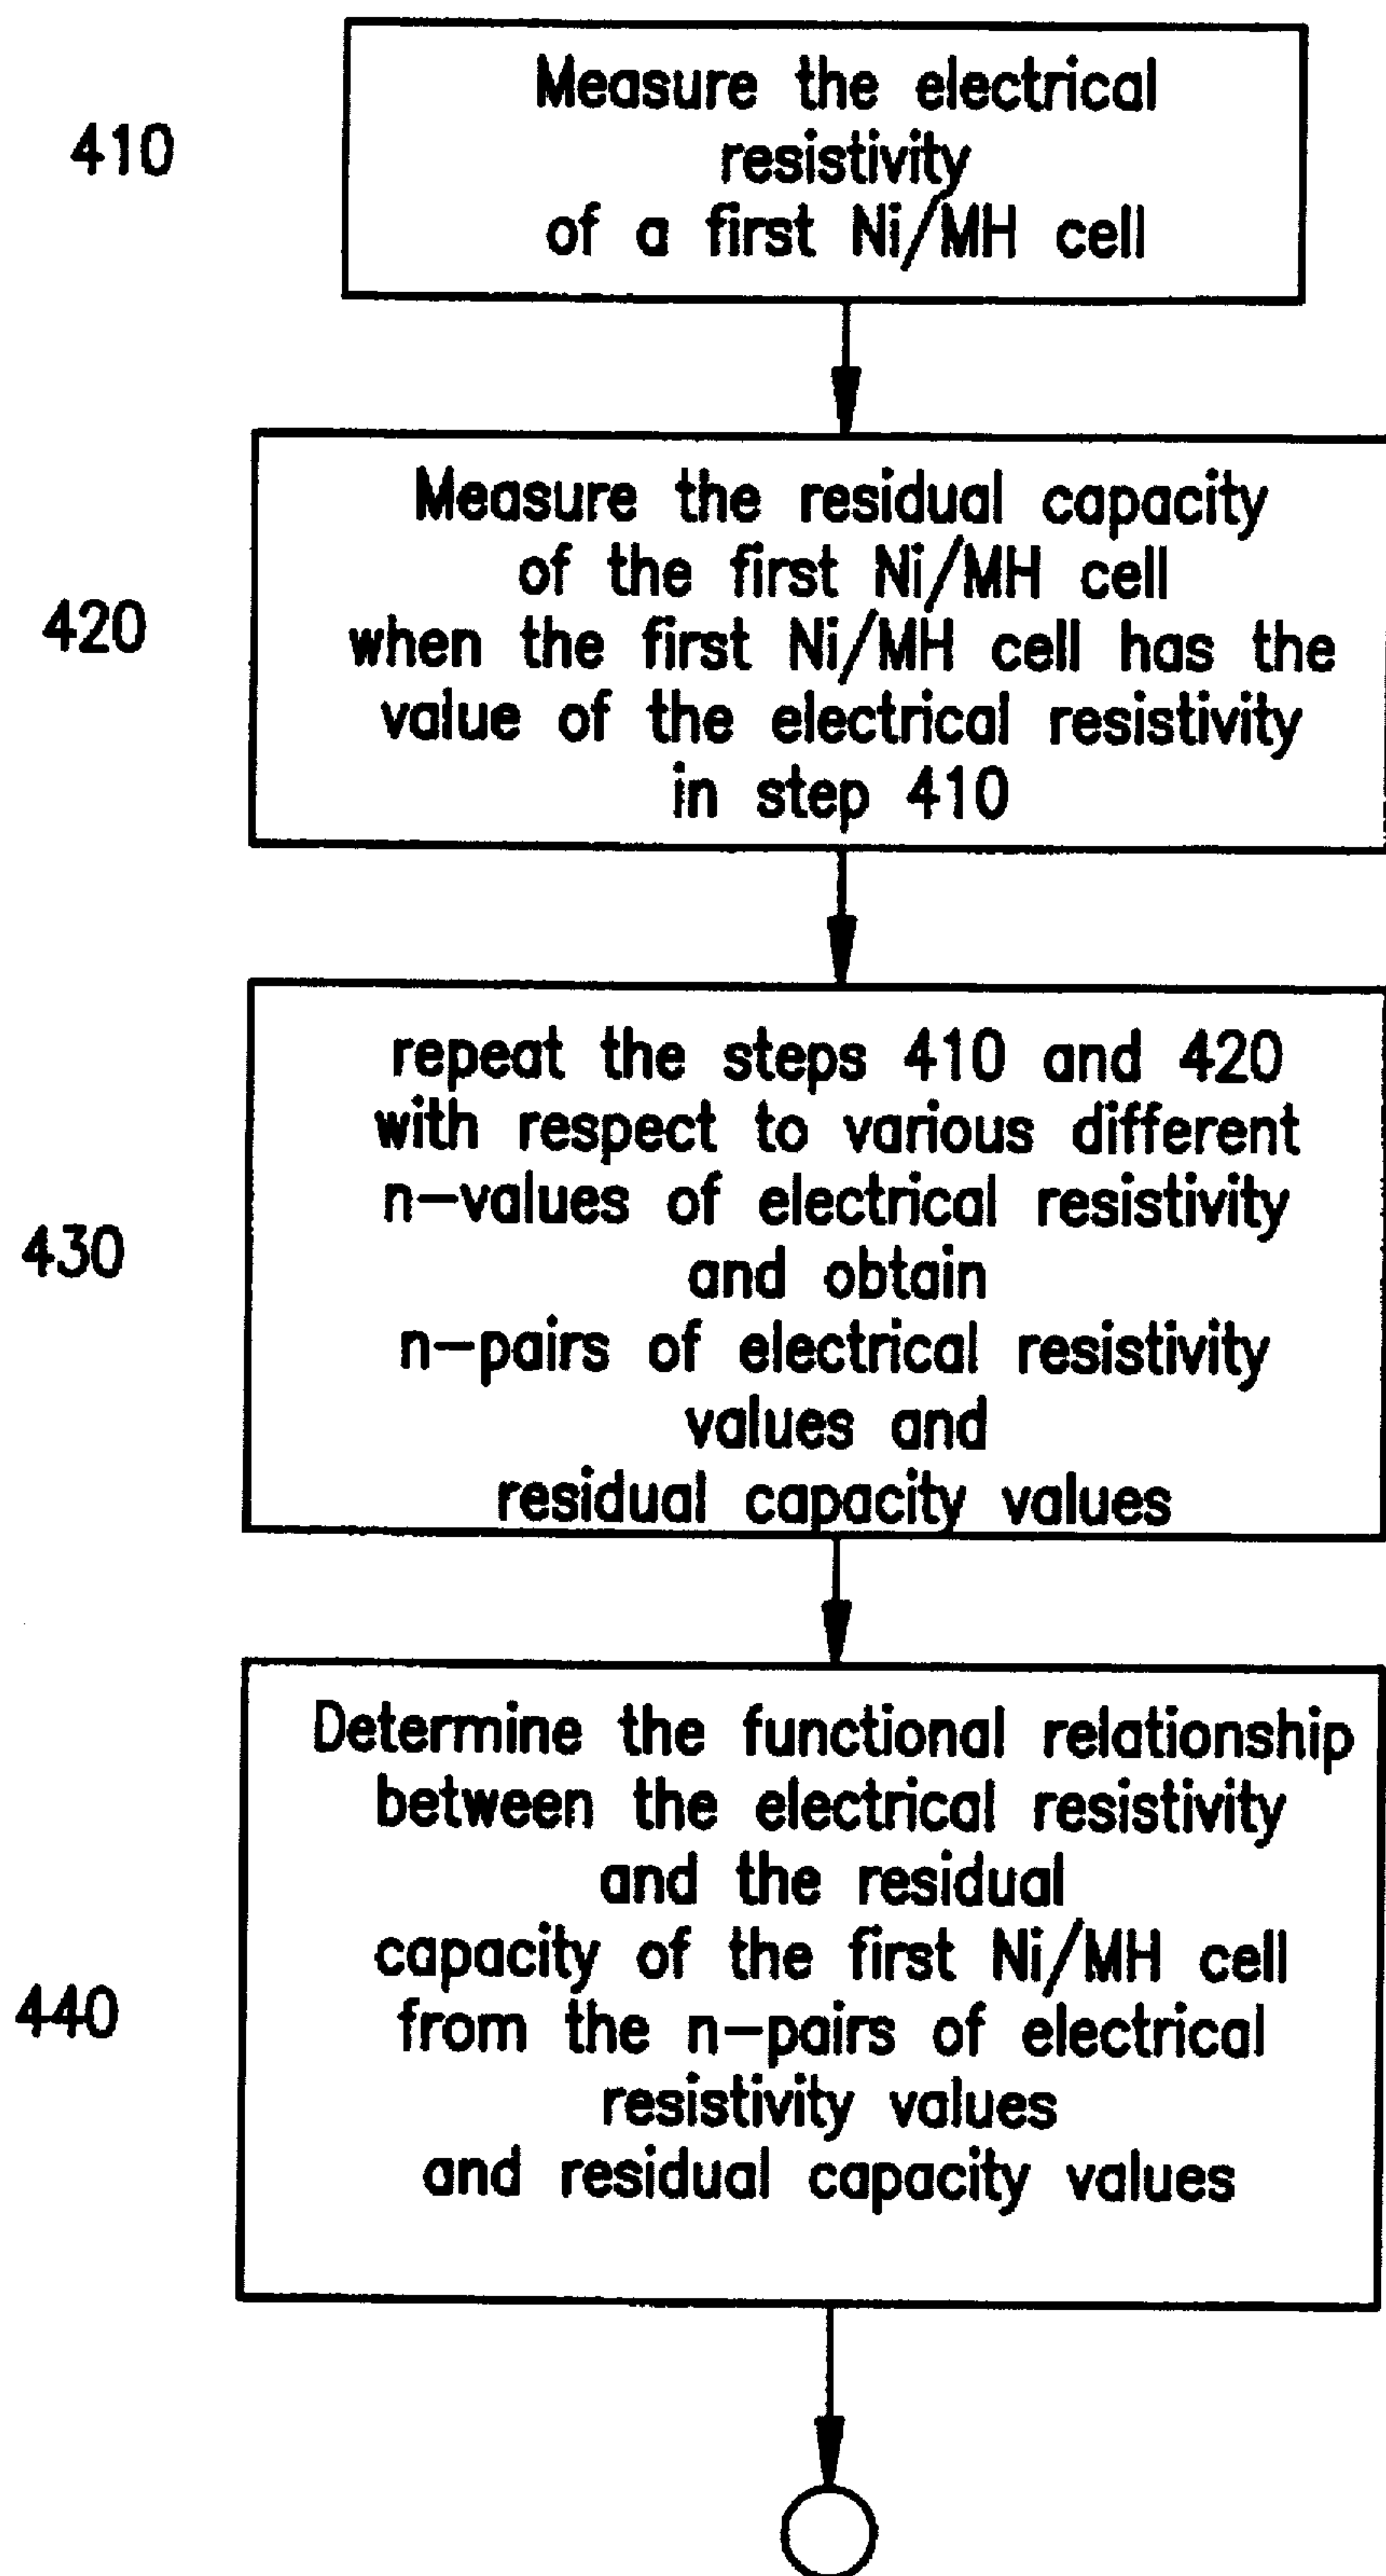 410
Measure the electrical
resistivity
of a first Ni/MH cell
420
Measure the residual capacity
of the first Ni/MH cell
when the first Ni/MH cell has the
value of the electrical resistivity
in step 410
430
repeat the steps 410 and 420
with respect to various different
n-values of electrical resistivity
and obtain
n-pairs of electrical resistivity
values and
residual capacity values
440
Determine the functional relationship
between the electrical resistivity
and the residual
capacity of the first Ni/MH cell
from the n-pairs of electrical
resistivity values
and residual capacity values